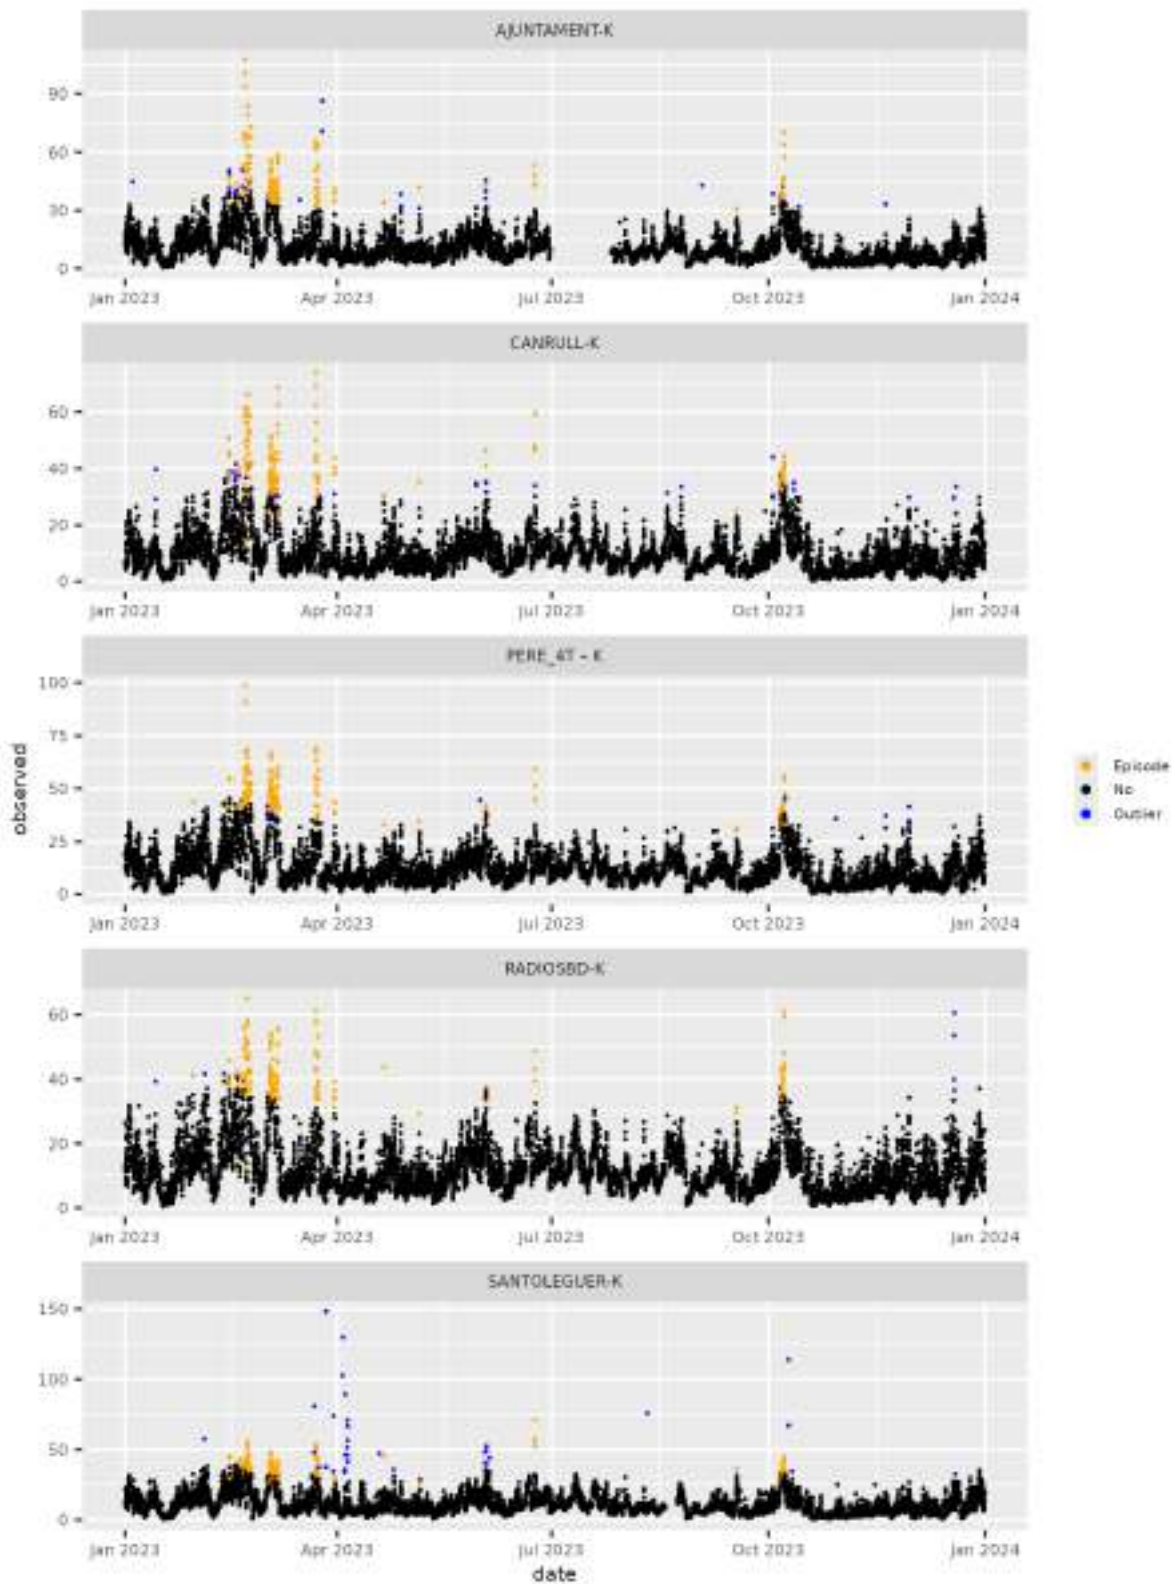 AJUNTAMENT-K
90
60
30
0
Jan 2023 Apr 2023 Jul 2023 Oct 2023 Jan 2024
CANRULL-K
60
40
20
0
Jan 2023 Apr 2023 Jul 2023 Oct 2023 Jan 2024
PERE_4T - K
100
75
50
25
0
Jan 2023 Apr 2023 Jul 2023 Oct 2023 Jan 2024
observed
Episode
No
Outlier
RADIOSBD-K
60
40
20
0
Jan 2023 Apr 2023 Jul 2023 Oct 2023 Jan 2024
SANTOLEGUER-K
150
100
50
0
Jan 2023 Apr 2023 Jul 2023 Oct 2023 Jan 2024
date